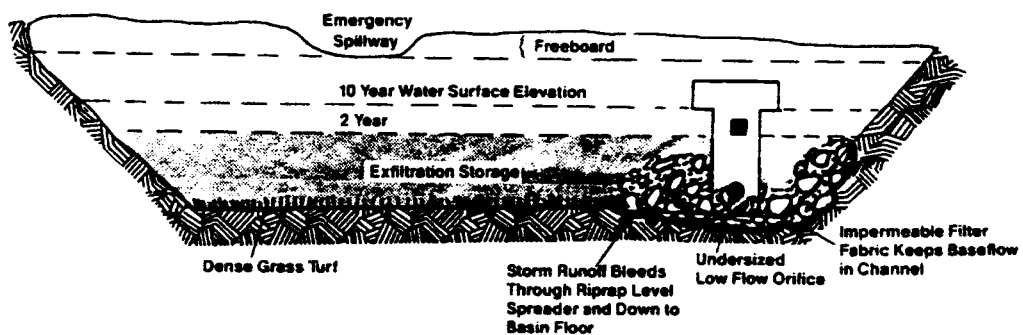 Emergency
Spillway
Freeboard
10 Year Water Surface Elevation
2 Year
Exfiltration Storage
Dense Grass Turf
Storm Runoff Bleeds
Through Riprap Level
Spreader and Down to
Basin Floor
Undersized
Low Flow Orifice
Impermeable Filter
Fabric Keeps Baseflow
in Channel